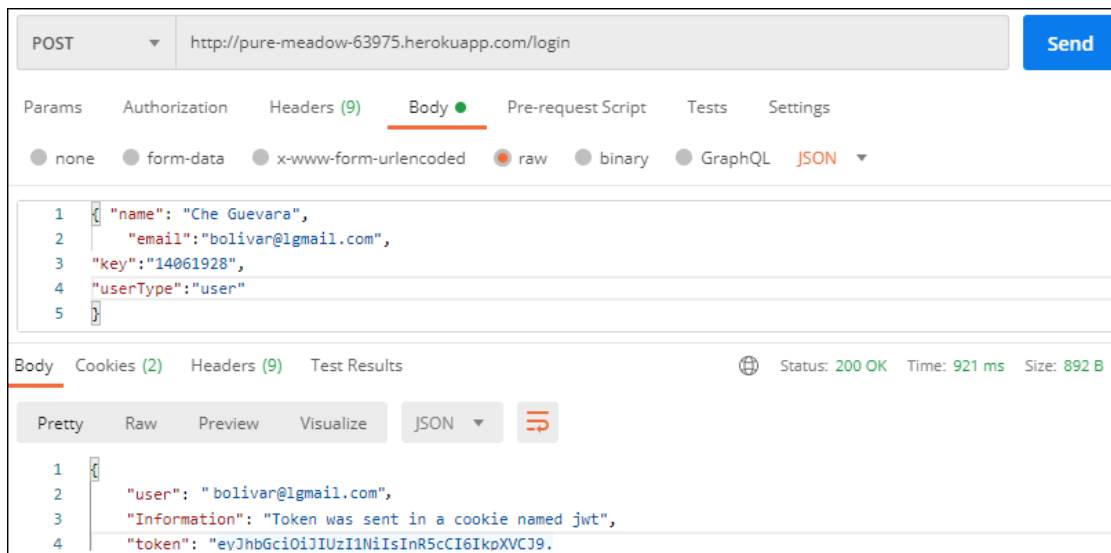 POST http://pure-meadow-63975.herokuapp.com/login Send
Params Authorization Headers (9) Body Pre-request Script Tests Settings
none form-data x-www-form-urlencoded raw binary GraphQL JSON
1 { "name": "Che Guevara",
2 "email":"bolivar@lgmail.com",
3 "key":"14061928",
4 "userType":"user"
5 }
Body Cookies (2) Headers (9) Test Results Status: 200 OK Time: 921 ms Size: 892 B
Pretty Raw Preview Visualize JSON
1 {
2 "user": "bolivar@lgmail.com",
3 "Information": "Token was sent in a cookie named jwt",
4 "token": "eyJhbGciOiJIUzI1NiIsInR5cCI6IkpXVCJ9.